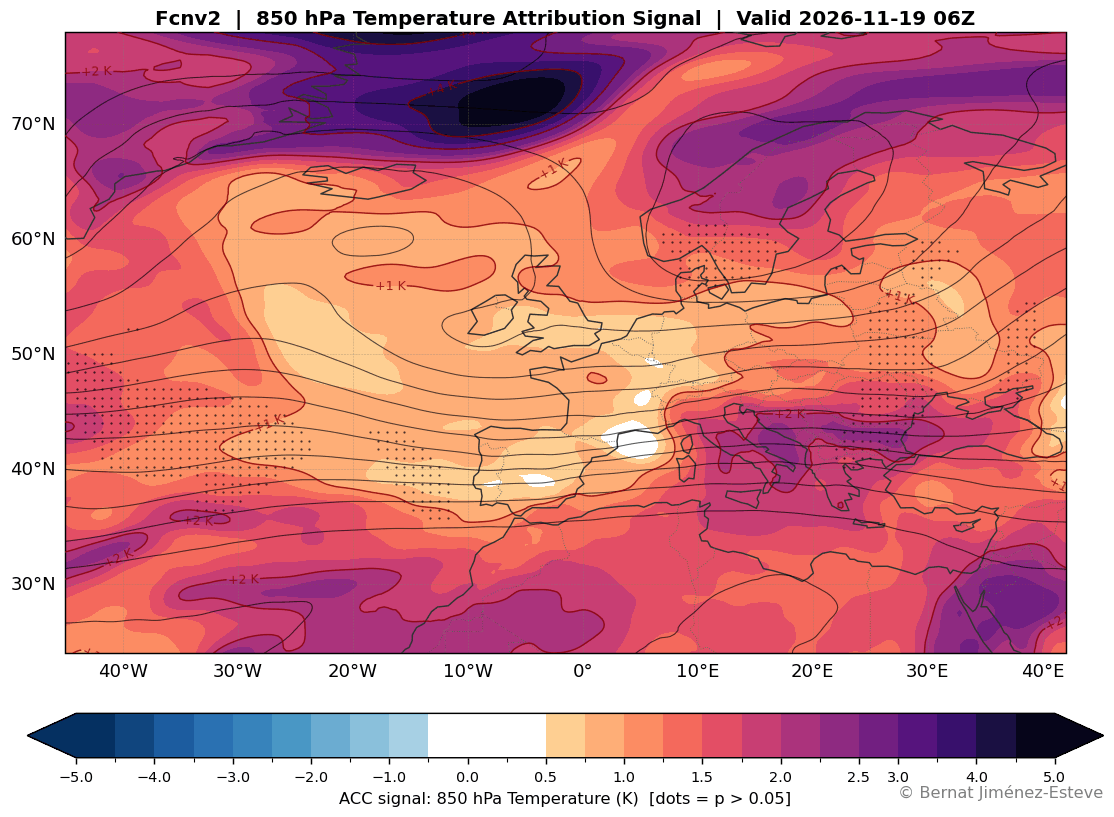 Fcnv2 | 850 hPa Temperature Attribution Signal | Valid 2026-11-19 06Z
+2 K
+4 K
70°N
+1 K
60°N
+1 K
+1 K
50°N
+2 K
+1 K
40°N
+1
+2 K
+2 K
+2 K
30°N
+2
40°W 30°W 20°W 10°W 0° 10°E 20°E 30°E 40°E
−5.0 −4.0 −3.0 −2.0 −1.0 0.0 0.5 1.0 1.5 2.0 2.5 3.0 4.0 5.0
ACC signal: 850 hPa Temperature (K) [dots = p > 0.05]
© Bernat Jiménez-Esteve